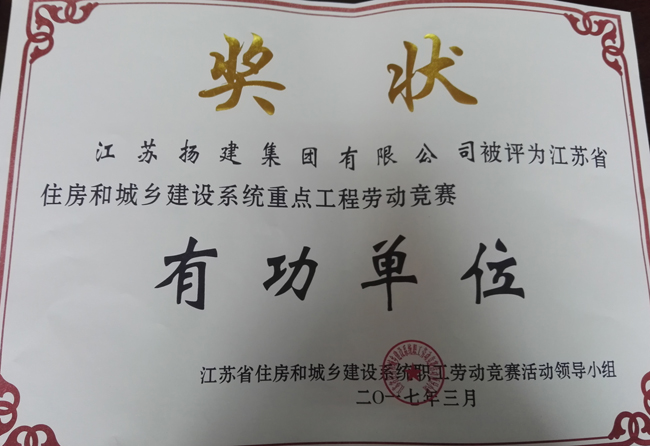 奖状
江苏扬建集团有限公司被评为江苏省
住房和城乡建设系统重点工程劳动竞赛
有功单位
江苏省住房和城乡建设系统职工劳动竞赛活动领导小组
二〇一七年三月